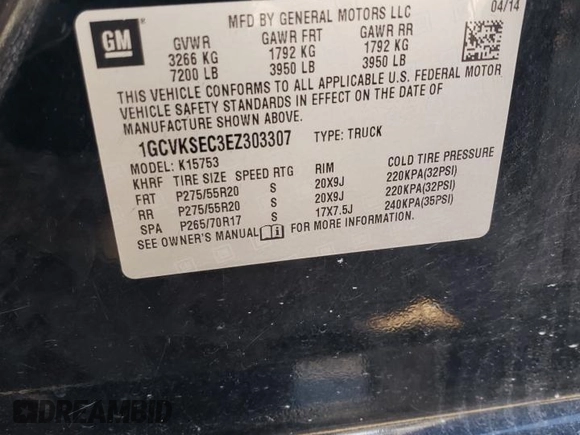 GM
MFD BY GENERAL MOTORS LLC
04/14
GVWR GAWR FRT GAWR RR
3266 KG 1792 KG 1792 KG
7200 LB 3950 LB 3950 LB
THIS VEHICLE CONFORMS TO ALL APPLICABLE U.S. FEDERAL MOTOR
VEHICLE SAFETY STANDARDS IN EFFECT ON THE DATE OF
MANUFACTURE SHOWN ABOVE.
1GCVKSEC3EZ303307 TYPE: TRUCK
MODEL: K15753
KHRF TIRE SIZE SPEED RTG RIM COLD TIRE PRESSURE
FRT P275/55R20 S 20X9J 220KPA(32PSI)
RR P275/55R20 S 20X9J 220KPA(32PSI)
SPA P265/70R17 S 17X7.5J 240KPA(35PSI)
SEE OWNER'S MANUAL FOR MORE INFORMATION.
DREAMBID